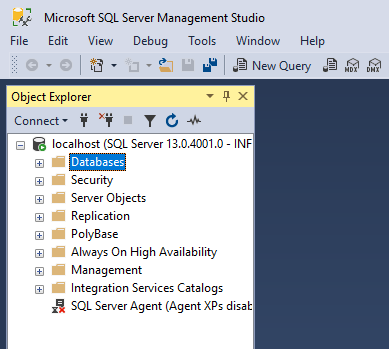 Microsoft SQL Server Management Studio
File Edit View Debug Tools Window Help
New Query MDX DMX
Object Explorer
Connect
localhost (SQL Server 13.0.4001.0 - INF
Databases
Security
Server Objects
Replication
PolyBase
Always On High Availability
Management
Integration Services Catalogs
SQL Server Agent (Agent XPs disab